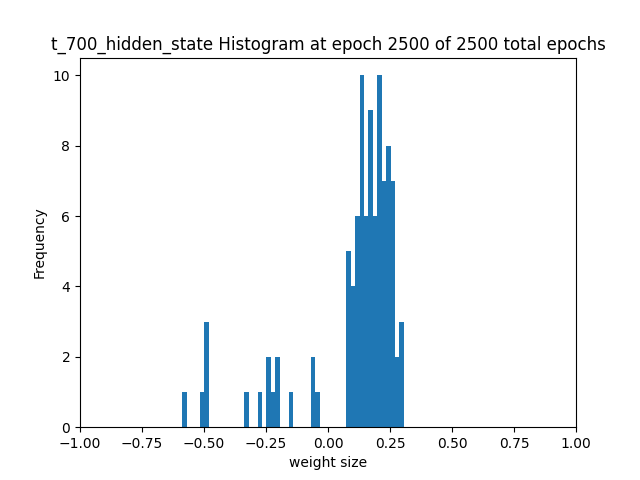 t_700_hidden_state Histogram at epoch 2500 of 2500 total epochs
Frequency
10
8
6
4
2
0
−1.00 −0.75 −0.50 −0.25 0.00 0.25 0.50 0.75 1.00
weight size